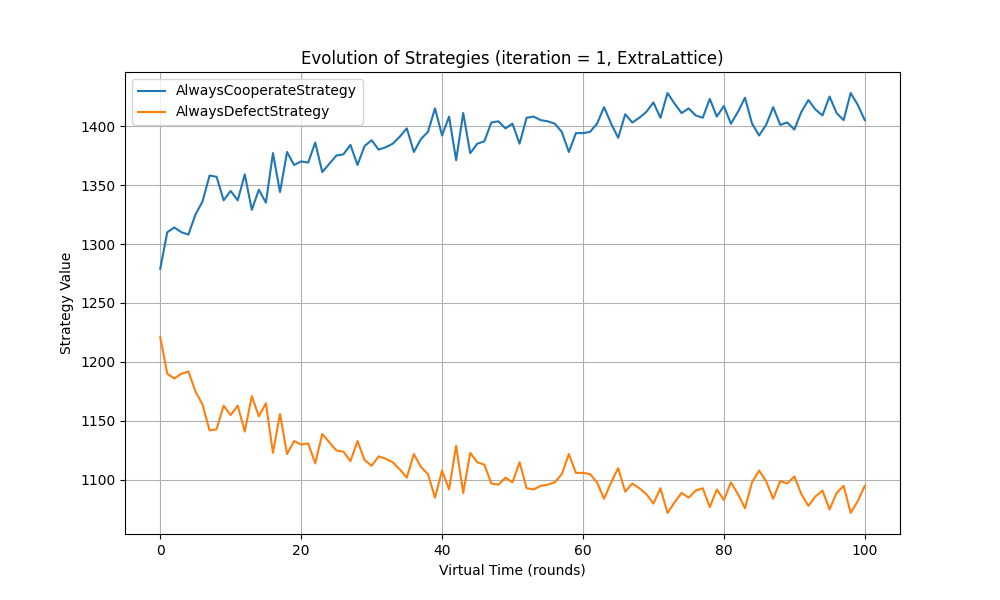 Evolution of Strategies (iteration = 1, ExtraLattice)
AlwaysCooperateStrategy
AlwaysDefectStrategy
Strategy Value
1400
1350
1300
1250
1200
1150
1100
0 20 40 60 80 100
Virtual Time (rounds)